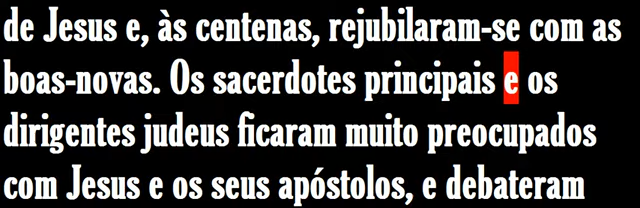 de Jesus e, às centenas, rejubilaram-se com as
boas-novas. Os sacerdotes principais e os
dirigentes judeus ficaram muito preocupados
com Jesus e os seus apóstolos, e debateram